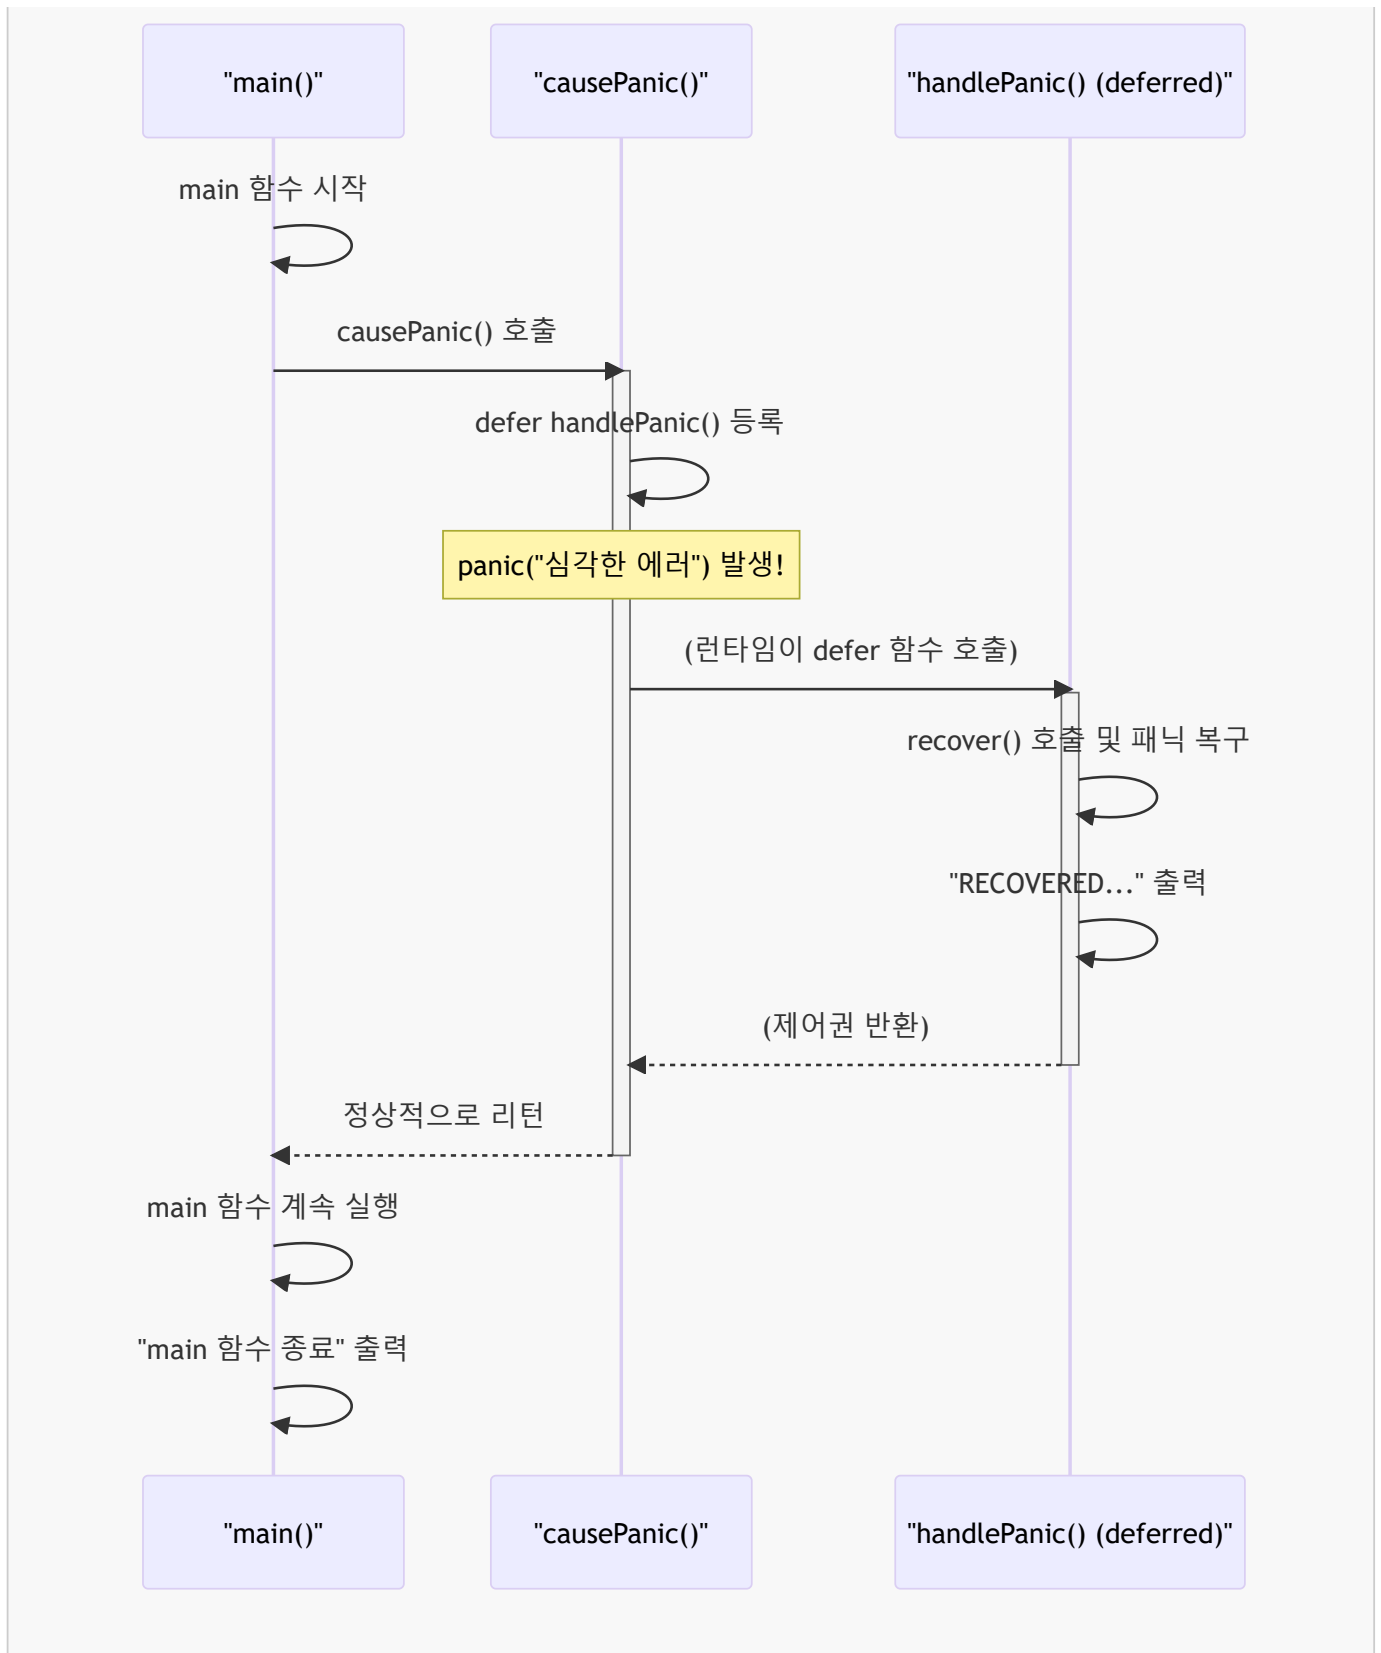 "main()"
"causePanic()"
"handlePanic() (deferred)"
main 함수 시작
causePanic() 호출
defer handlePanic() 등록
panic("심각한 에러") 발생!
(런타임이 defer 함수 호출)
recover() 호출 및 패닉 복구
"RECOVERED..." 출력
(제어권 반환)
정상적으로 리턴
main 함수 계속 실행
"main 함수 종료" 출력
"main()"
"causePanic()"
"handlePanic() (deferred)"